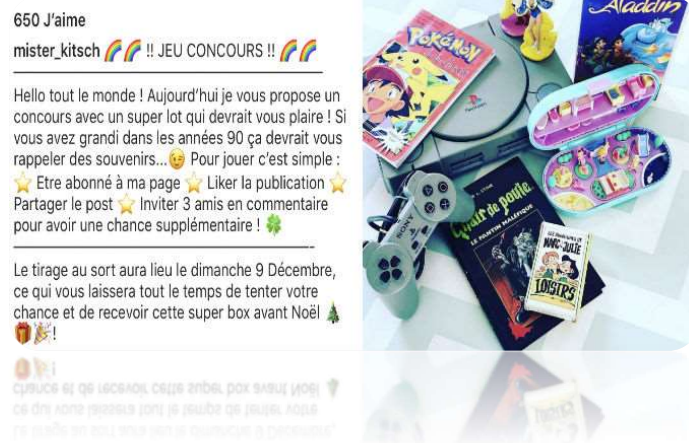 650 J'aime
mister_kitsch 🌈🌈 !! JEU CONCOURS !! 🌈🌈
Hello tout le monde ! Aujourd'hui je vous propose un
concours avec un super lot qui devrait vous plaire ! Si
vous avez grandi dans les années 90 ça devrait vous
rappeler des souvenirs...😉 Pour jouer c'est simple :
⭐ Etre abonné à ma page ⭐ Liker la publication ⭐
Partager le post ⭐ Inviter 3 amis en commentaire
pour avoir une chance supplémentaire ! 🍀
Le tirage au sort aura lieu le dimanche 9 Décembre,
ce qui vous laissera tout le temps de tenter votre
chance et de recevoir cette super box avant Noël 🎄
🎁🎉!
POKéMON
Aladdin
PlayStation
SONY
Chair de poule
LE PANTIN MALÉFIQUE
MARC & JULIE
LOISIRS